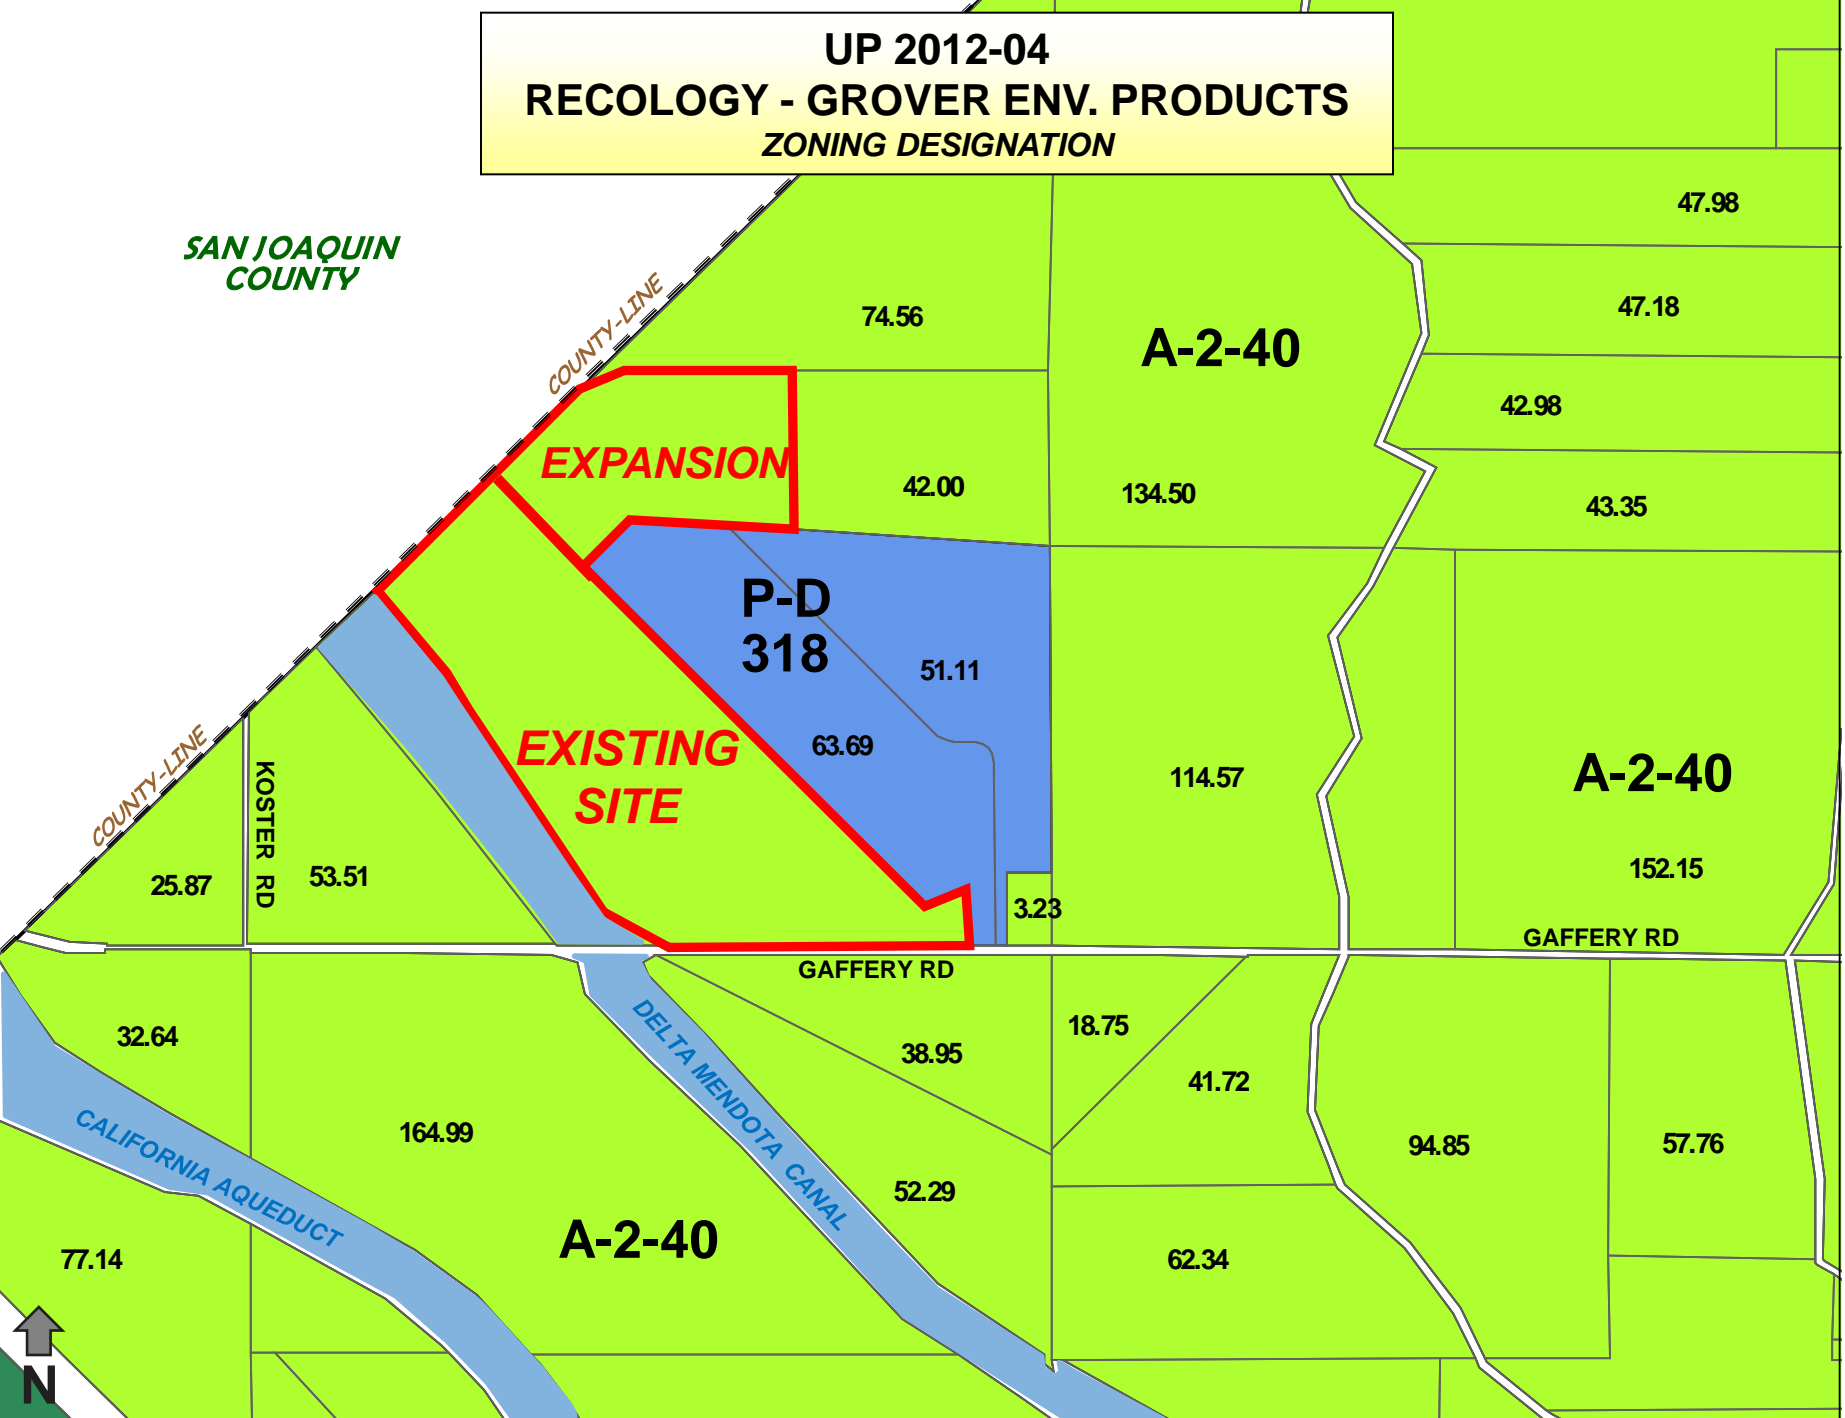 UP 2012-04
RECOLOGY - GROVER ENV. PRODUCTS
ZONING DESIGNATION
SAN JOAQUIN
COUNTY
COUNTY-LINE
47.98
47.18
74.56
A-2-40
42.98
EXPANSION
42.00
134.50
43.35
P-D
318
51.11
63.69
EXISTING
SITE
114.57
A-2-40
152.15
COUNTY-LINE
KOSTER RD
25.87
53.51
3.23
GAFFERY RD
GAFFERY RD
32.64
38.95
18.75
41.72
DELTA MENDOTA CANAL
164.99
CALIFORNIA AQUEDUCT
94.85
57.76
52.29
A-2-40
77.14
62.34
N